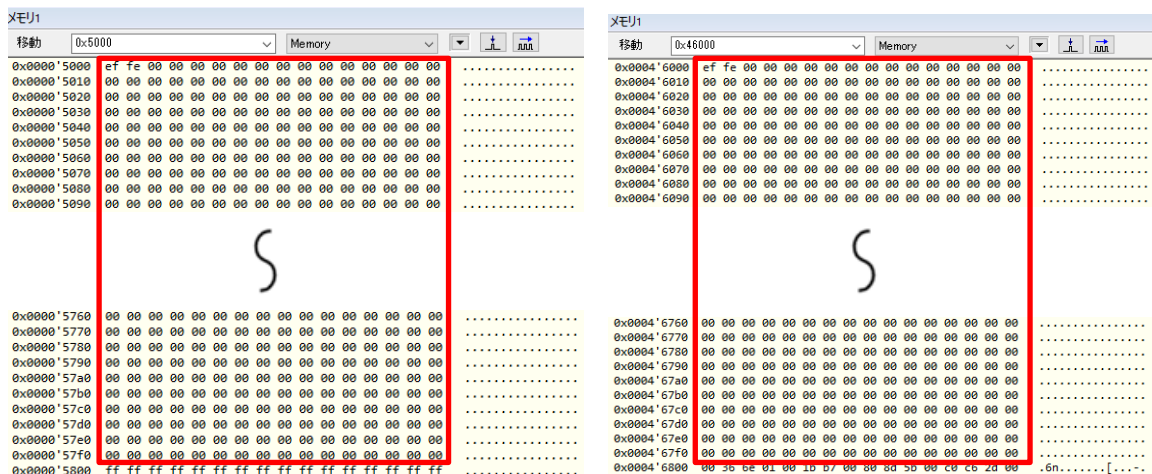 メモリ1
移動 0x5000 Memory
0x0000'5000 ef fe 00 00 00 00 00 00 00 00 00 00 00 00 00 00 ................
0x0000'5010 00 00 00 00 00 00 00 00 00 00 00 00 00 00 00 00 ................
0x0000'5020 00 00 00 00 00 00 00 00 00 00 00 00 00 00 00 00 ................
0x0000'5030 00 00 00 00 00 00 00 00 00 00 00 00 00 00 00 00 ................
0x0000'5040 00 00 00 00 00 00 00 00 00 00 00 00 00 00 00 00 ................
0x0000'5050 00 00 00 00 00 00 00 00 00 00 00 00 00 00 00 00 ................
0x0000'5060 00 00 00 00 00 00 00 00 00 00 00 00 00 00 00 00 ................
0x0000'5070 00 00 00 00 00 00 00 00 00 00 00 00 00 00 00 00 ................
0x0000'5080 00 00 00 00 00 00 00 00 00 00 00 00 00 00 00 00 ................
0x0000'5090 00 00 00 00 00 00 00 00 00 00 00 00 00 00 00 00 ................
0x0000'5760 00 00 00 00 00 00 00 00 00 00 00 00 00 00 00 00 ................
0x0000'5770 00 00 00 00 00 00 00 00 00 00 00 00 00 00 00 00 ................
0x0000'5780 00 00 00 00 00 00 00 00 00 00 00 00 00 00 00 00 ................
0x0000'5790 00 00 00 00 00 00 00 00 00 00 00 00 00 00 00 00 ................
0x0000'57a0 00 00 00 00 00 00 00 00 00 00 00 00 00 00 00 00 ................
0x0000'57b0 00 00 00 00 00 00 00 00 00 00 00 00 00 00 00 00 ................
0x0000'57c0 00 00 00 00 00 00 00 00 00 00 00 00 00 00 00 00 ................
0x0000'57d0 00 00 00 00 00 00 00 00 00 00 00 00 00 00 00 00 ................
0x0000'57e0 00 00 00 00 00 00 00 00 00 00 00 00 00 00 00 00 ................
0x0000'57f0 00 00 00 00 00 00 00 00 00 00 00 00 00 00 00 00 ................
0x0000'5800 ff ff ff ff ff ff ff ff ff ff ff ff ff ff ff ff ................
メモリ1
移動 0x46000 Memory
0x0004'6000 ef fe 00 00 00 00 00 00 00 00 00 00 00 00 00 00 ................
0x0004'6010 00 00 00 00 00 00 00 00 00 00 00 00 00 00 00 00 ................
0x0004'6020 00 00 00 00 00 00 00 00 00 00 00 00 00 00 00 00 ................
0x0004'6030 00 00 00 00 00 00 00 00 00 00 00 00 00 00 00 00 ................
0x0004'6040 00 00 00 00 00 00 00 00 00 00 00 00 00 00 00 00 ................
0x0004'6050 00 00 00 00 00 00 00 00 00 00 00 00 00 00 00 00 ................
0x0004'6060 00 00 00 00 00 00 00 00 00 00 00 00 00 00 00 00 ................
0x0004'6070 00 00 00 00 00 00 00 00 00 00 00 00 00 00 00 00 ................
0x0004'6080 00 00 00 00 00 00 00 00 00 00 00 00 00 00 00 00 ................
0x0004'6090 00 00 00 00 00 00 00 00 00 00 00 00 00 00 00 00 ................
0x0004'6760 00 00 00 00 00 00 00 00 00 00 00 00 00 00 00 00 ................
0x0004'6770 00 00 00 00 00 00 00 00 00 00 00 00 00 00 00 00 ................
0x0004'6780 00 00 00 00 00 00 00 00 00 00 00 00 00 00 00 00 ................
0x0004'6790 00 00 00 00 00 00 00 00 00 00 00 00 00 00 00 00 ................
0x0004'67a0 00 00 00 00 00 00 00 00 00 00 00 00 00 00 00 00 ................
0x0004'67b0 00 00 00 00 00 00 00 00 00 00 00 00 00 00 00 00 ................
0x0004'67c0 00 00 00 00 00 00 00 00 00 00 00 00 00 00 00 00 ................
0x0004'67d0 00 00 00 00 00 00 00 00 00 00 00 00 00 00 00 00 ................
0x0004'67e0 00 00 00 00 00 00 00 00 00 00 00 00 00 00 00 00 ................
0x0004'67f0 00 00 00 00 00 00 00 00 00 00 00 00 00 00 00 00 ................
0x0004'6800 00 36 6e 01 00 1b b7 00 80 8d 5b 00 c0 c6 2d 00 .6n.......[...-.